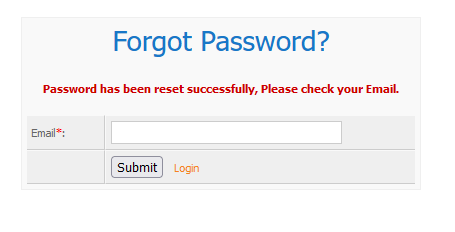 Forgot Password?
Password has been reset successfully, Please check your Email.
Email*:
Submit Login